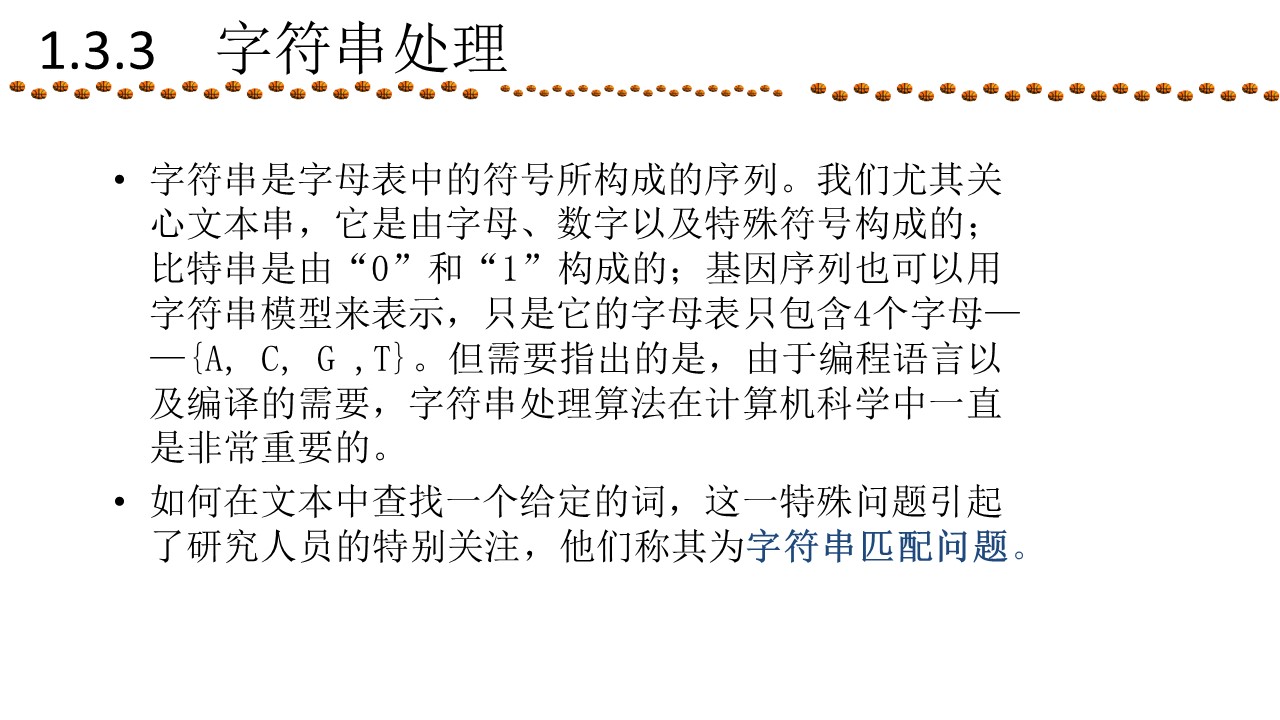 1.3.3 字符串处理
• 字符串是字母表中的符号所构成的序列。我们尤其关
心文本串，它是由字母、数字以及特殊符号构成的；
比特串是由“0”和“1”构成的；基因序列也可以用
字符串模型来表示，只是它的字母表只包含4个字母—
—{A, C, G ,T}。但需要指出的是，由于编程语言以
及编译的需要，字符串处理算法在计算机科学中一直
是非常重要的。
• 如何在文本中查找一个给定的词，这一特殊问题引起
了研究人员的特别关注，他们称其为字符串匹配问题。